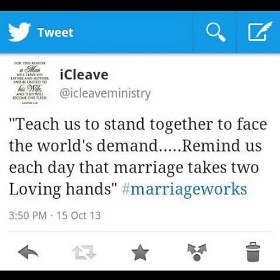 Tweet
FOR THIS REASON
a Man
WILL LEAVE HIS
FATHER AND MOTHER
AND BE UNITED TO
his Wife,
AND THEY WILL
BECOME ONE FLESH.
iCleave
@icleaveministry
"Teach us to stand together to face
the world's demand.....Remind us
each day that marriage takes two
Loving hands" #marriageworks
3:50 PM · 15 Oct 13